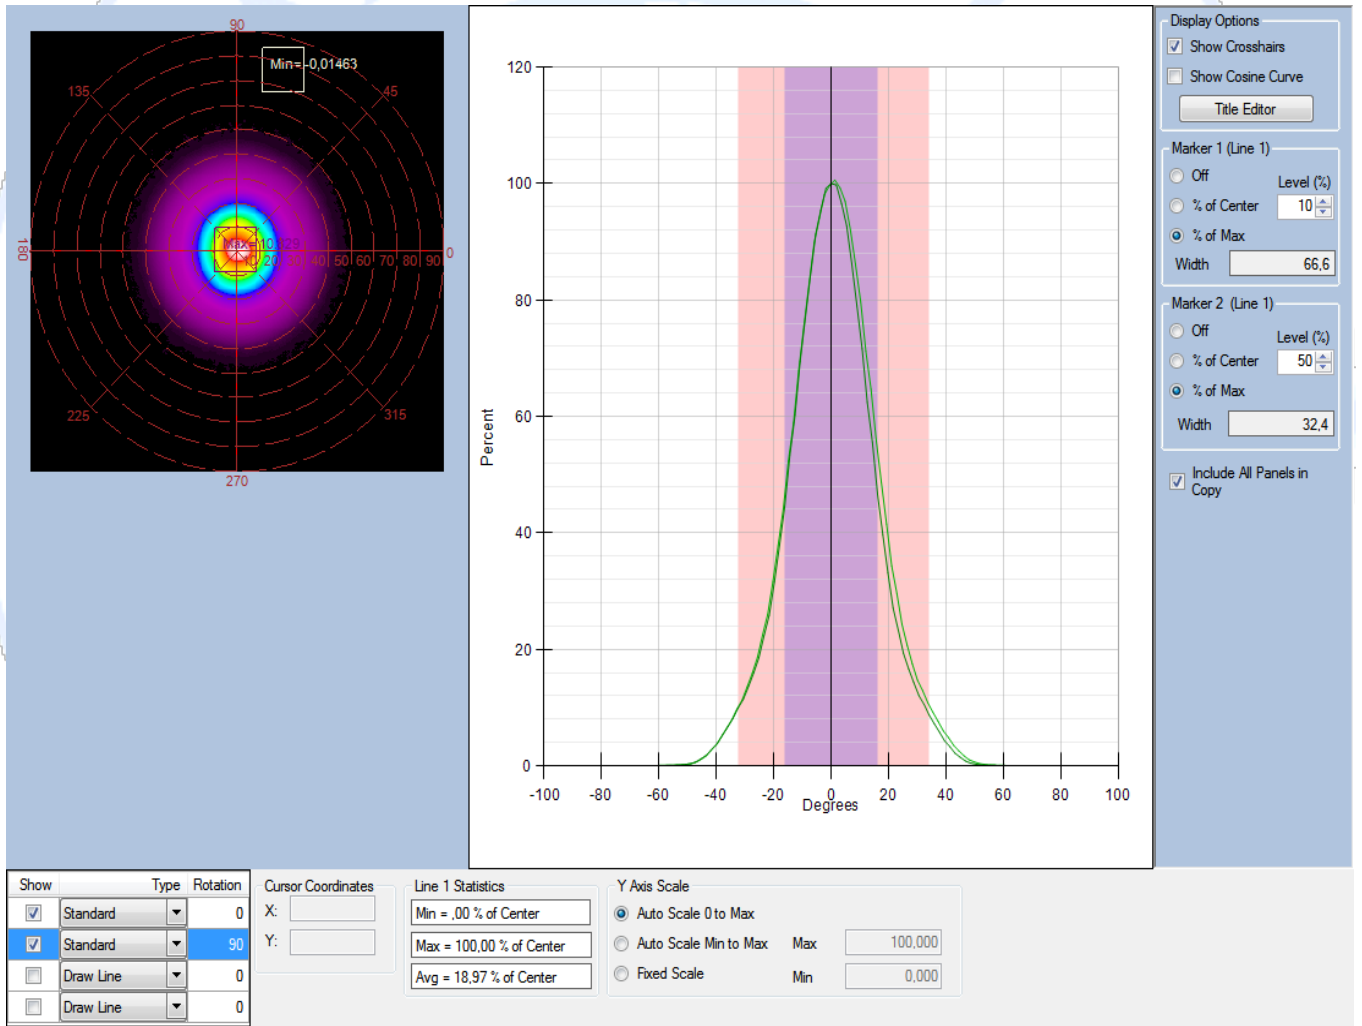 90
Min= -0,01463
135
45
180
0
10 20 30 40 50 60 70 80 90
225
315
270
120
100
80
60
40
20
0
Percent
-100 -80 -60 -40 -20 0 20 40 60 80 100
Degrees
Display Options
Show Crosshairs
Show Cosine Curve
Title Editor
Marker 1 (Line 1)
Off
Level (%)
% of Center 10
% of Max
Width 66,6
Marker 2 (Line 1)
Off
Level (%)
% of Center 50
% of Max
Width 32,4
Include All Panels in
Copy
Show Type Rotation
Standard 0
Standard 90
Draw Line 0
Draw Line 0
Cursor Coordinates
X:
Y:
Line 1 Statistics
Min = ,00 % of Center
Max = 100,00 % of Center
Avg = 18,97 % of Center
Y Axis Scale
Auto Scale 0 to Max
Auto Scale Min to Max Max 100,000
Fixed Scale Min 0,000